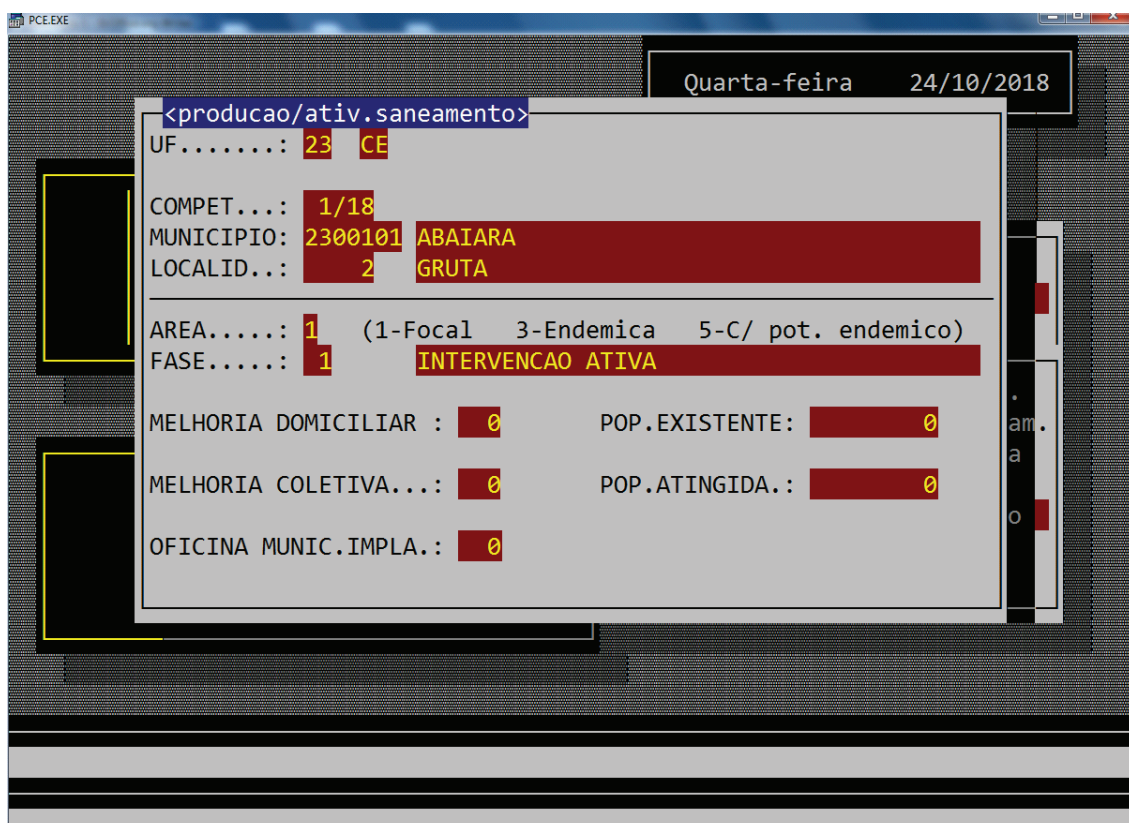 PCE.EXE
Quarta-feira 24/10/2018
<producao/ativ.saneamento>
UF.......: 23 CE
COMPET...: 1/18
MUNICIPIO: 2300101 ABAIARA
LOCALID..: 2 GRUTA
AREA.....: 1 (1-Focal 3-Endemica 5-C/ pot. endemico)
FASE.....: 1 INTERVENCAO ATIVA
.
MELHORIA DOMICILIAR : 0 POP.EXISTENTE: 0 am.
a
MELHORIA COLETIVA...: 0 POP.ATINGIDA.: 0
o
OFICINA MUNIC.IMPLA.: 0